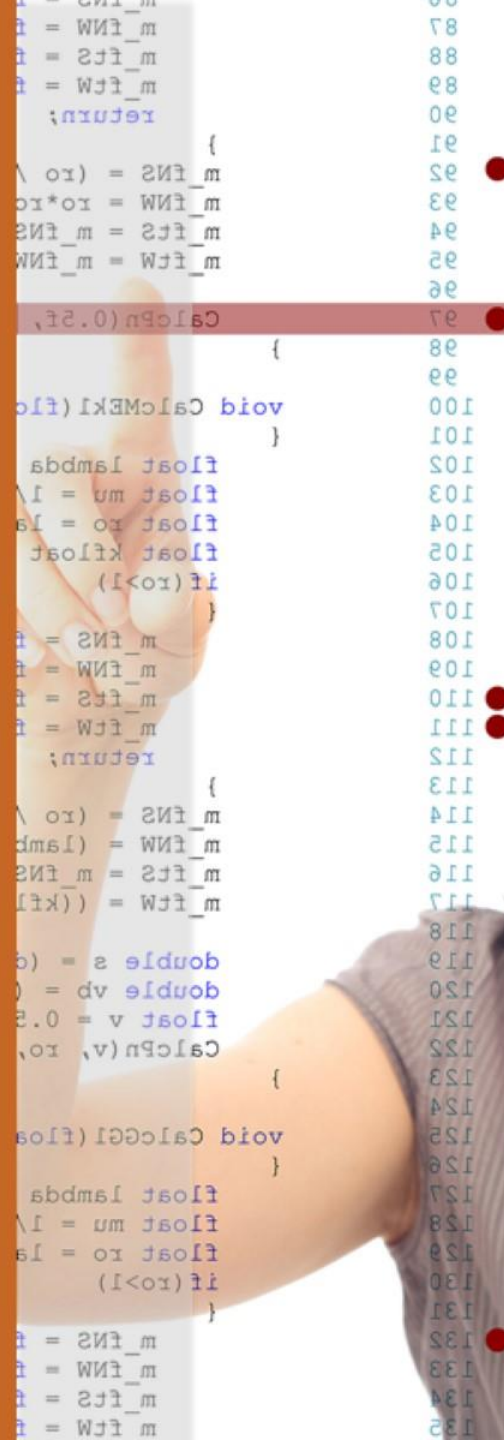 87 m_fNW = f
88 m_ftS = f
89 m_ftW = f
90 return;
91 }
92 m_fNS = (ro /
93 m_fNW = ro*ro
94 m_ftS = m_fNS
95 m_ftW = m_fNW
96
97 CalcPn(0.5f,
98 }
99
100 void CalcMEkl(flo
101 {
102 float lambda
103 float mu = 1/
104 float ro = la
105 float kfloat
106 if(ro>1)
107 {
108 m_fNS = f
109 m_fNW = f
110 m_ftS = f
111 m_ftW = f
112 return;
113 }
114 m_fNS = (ro /
115 m_fNW = (lamb
116 m_ftS = m_fNS
117 m_ftW = ((kfl
118
119 double s = (d
120 double vb = (
121 float v = 0.5
122 CalcPn(v, ro,
123 }
124
125 void CalcGGl(floa
126 {
127 float lambda
128 float mu = 1/
129 float ro = la
130 if(ro>1)
131 {
132 m_fNS = f
133 m_fNW = f
134 m_ftS = f
135 m_ftW = f